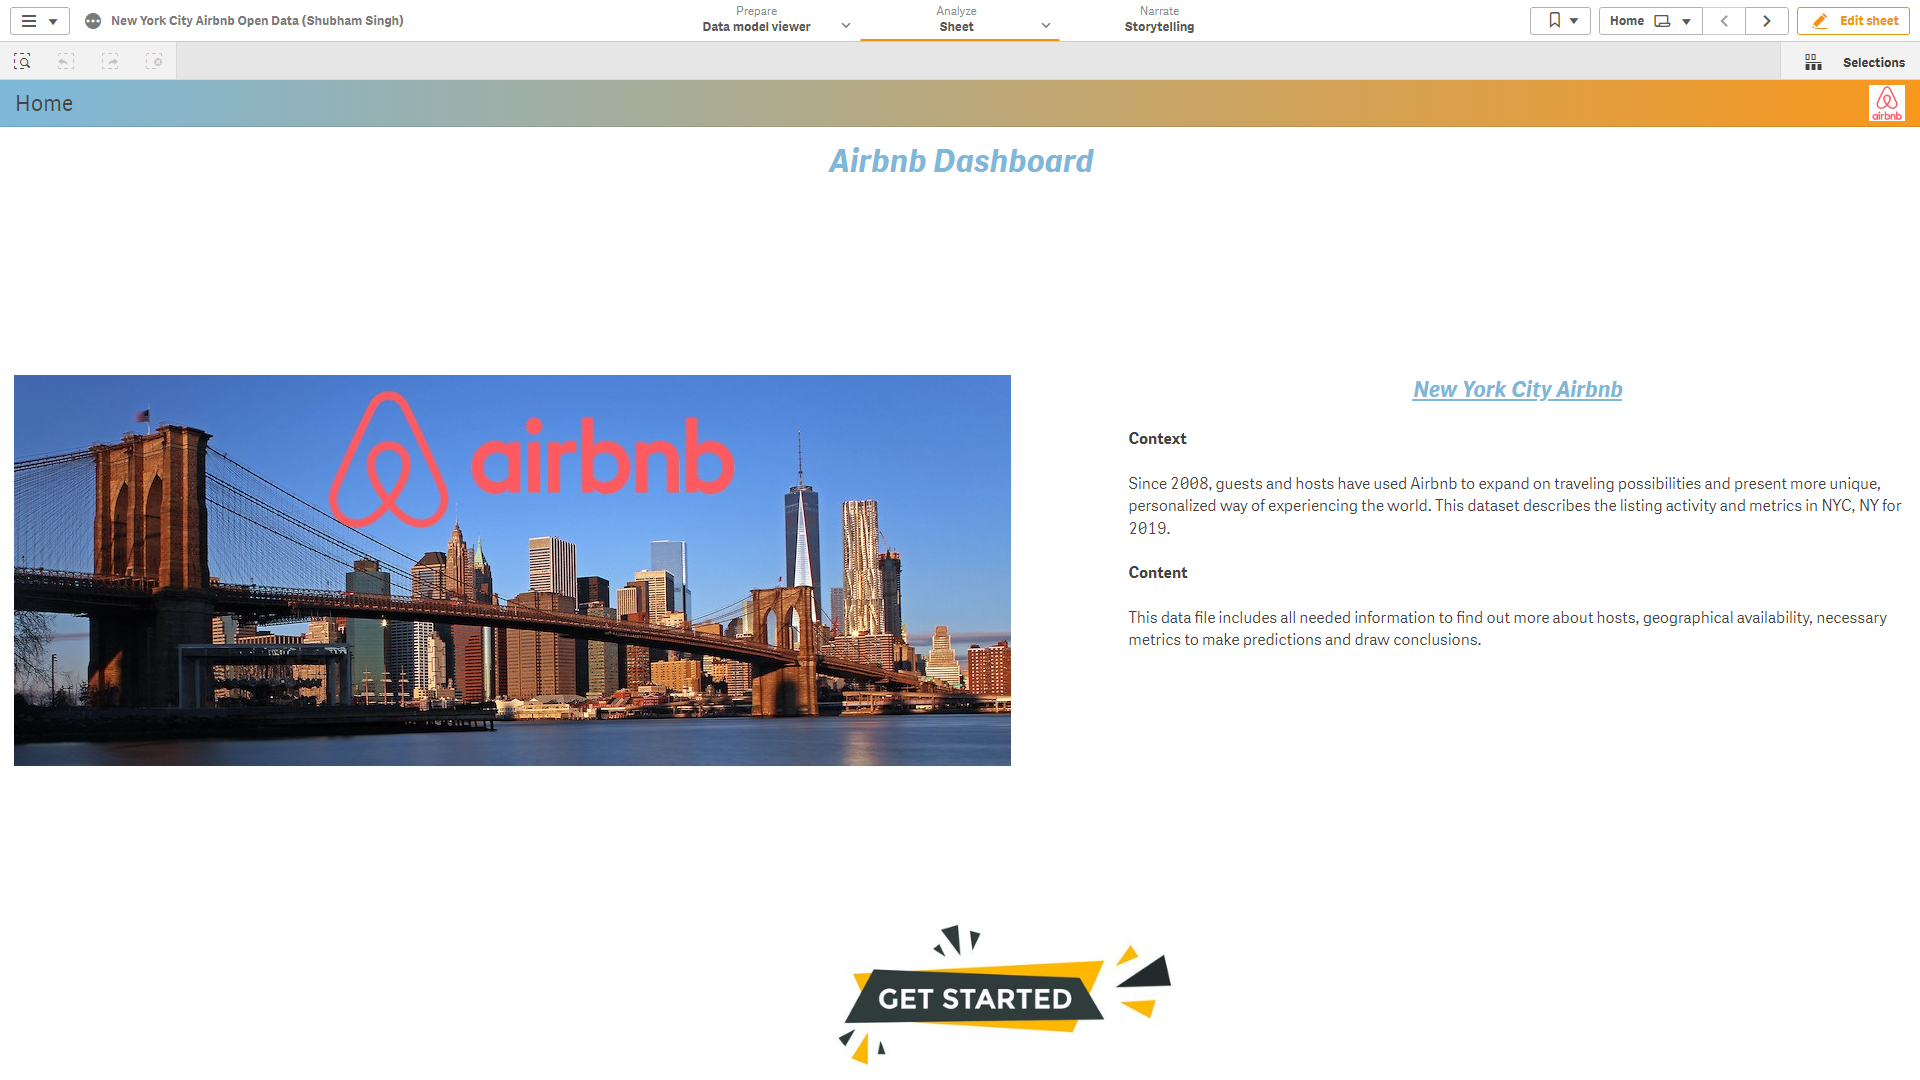 New York City Airbnb Open Data (Shubham Singh)
Prepare
Data model viewer
Analyze
Sheet
Narrate
Storytelling
Home
Edit sheet
Selections
Home
airbnb
Airbnb Dashboard
airbnb
New York City Airbnb
Context
Since 2008, guests and hosts have used Airbnb to expand on traveling possibilities and present more unique,
personalized way of experiencing the world. This dataset describes the listing activity and metrics in NYC, NY for
2019.
Content
This data file includes all needed information to find out more about hosts, geographical availability, necessary
metrics to make predictions and draw conclusions.
GET STARTED